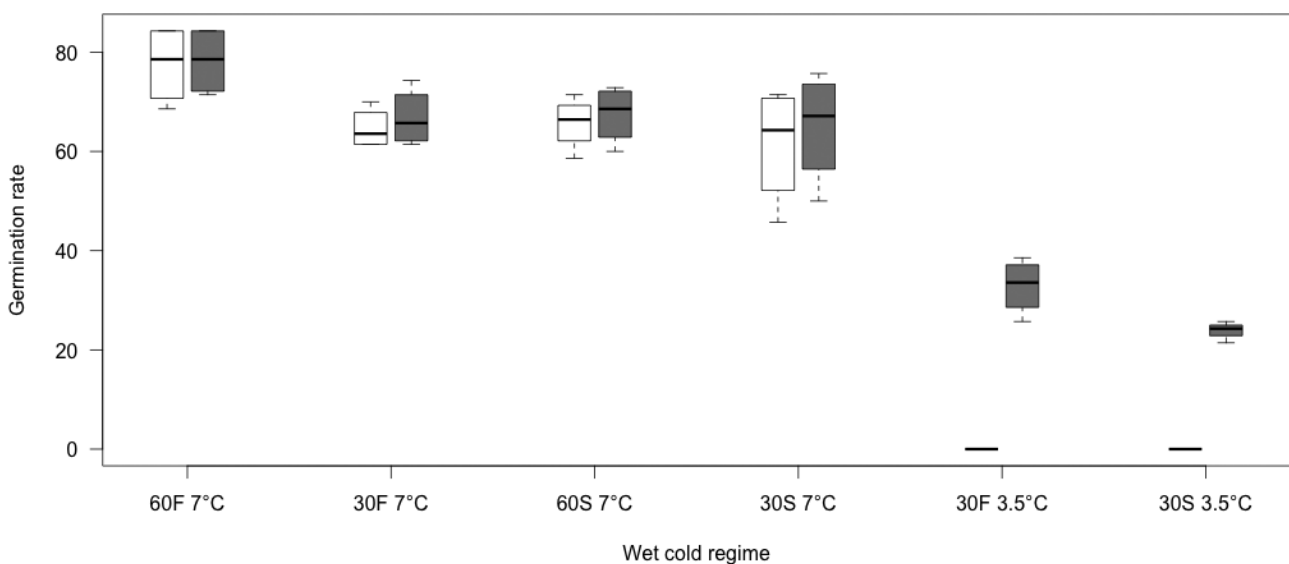 Germination rate
80
60
40
20
0
60F 7°C
30F 7°C
60S 7°C
30S 7°C
30F 3.5°C
30S 3.5°C
Wet cold regime